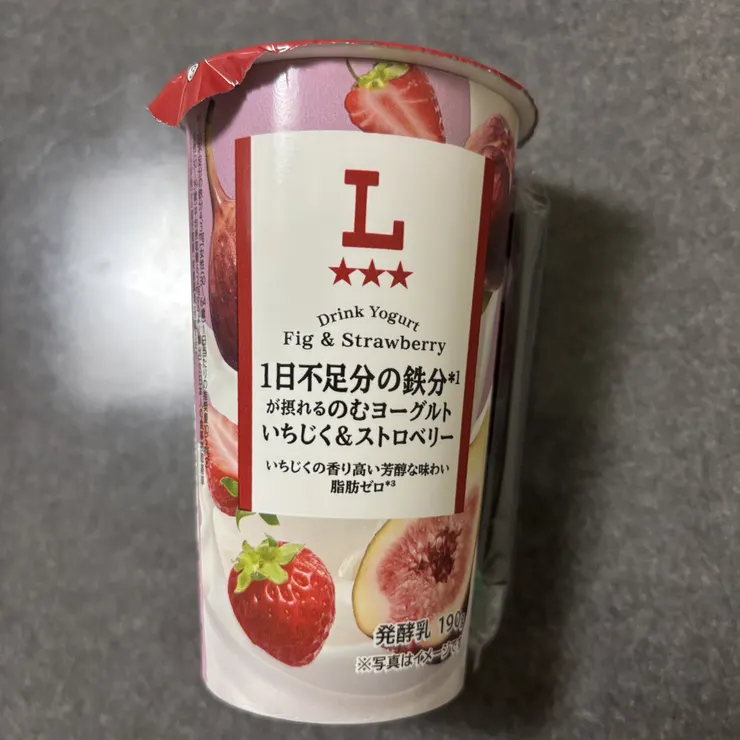 L
★★★
Drink Yogurt
Fig & Strawberry
1日不足分の鉄分*1
が摂れるのむヨーグルト
いちじく&ストロベリー
いちじくの香り高い芳醇な味わい
脂肪ゼロ*3
発酵乳 190g
※写真はイメージです